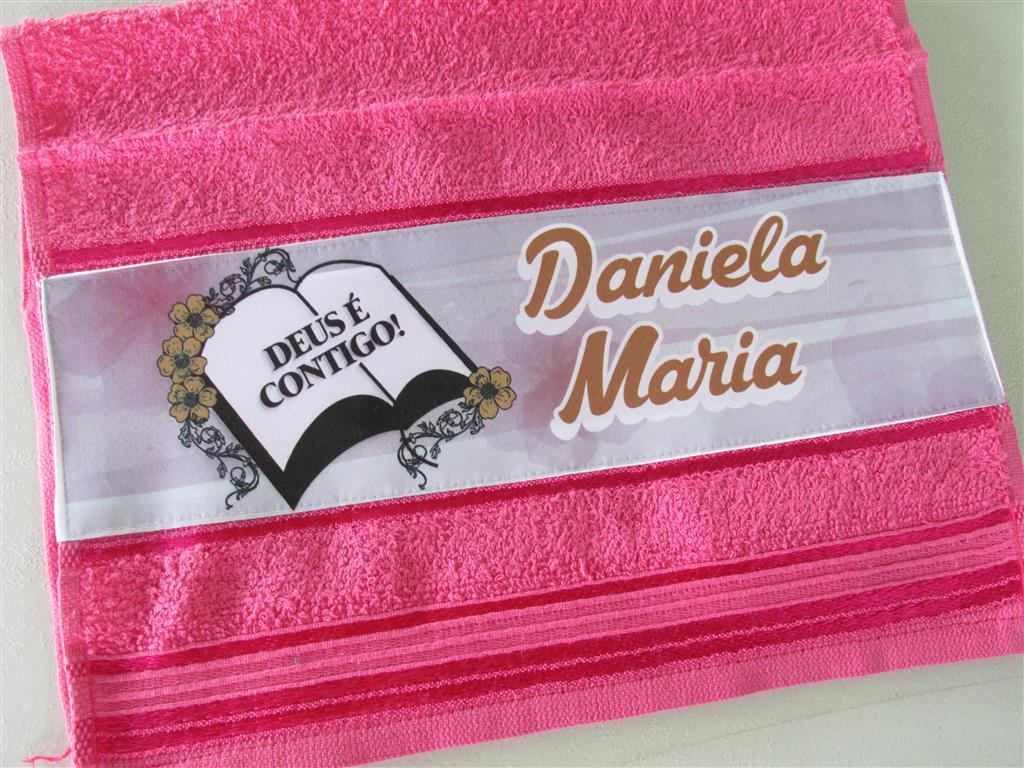 DEUS É
CONTIGO!
Daniela
Maria